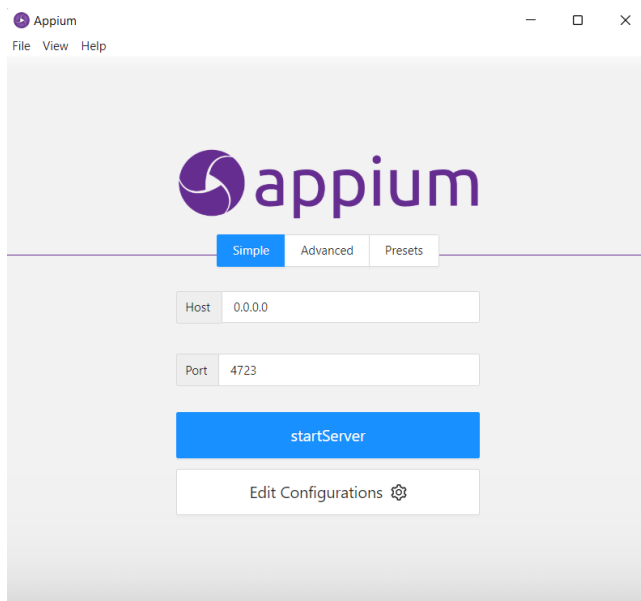 Appium
File View Help
appium
Simple Advanced Presets
Host 0.0.0.0
Port 4723
startServer
Edit Configurations